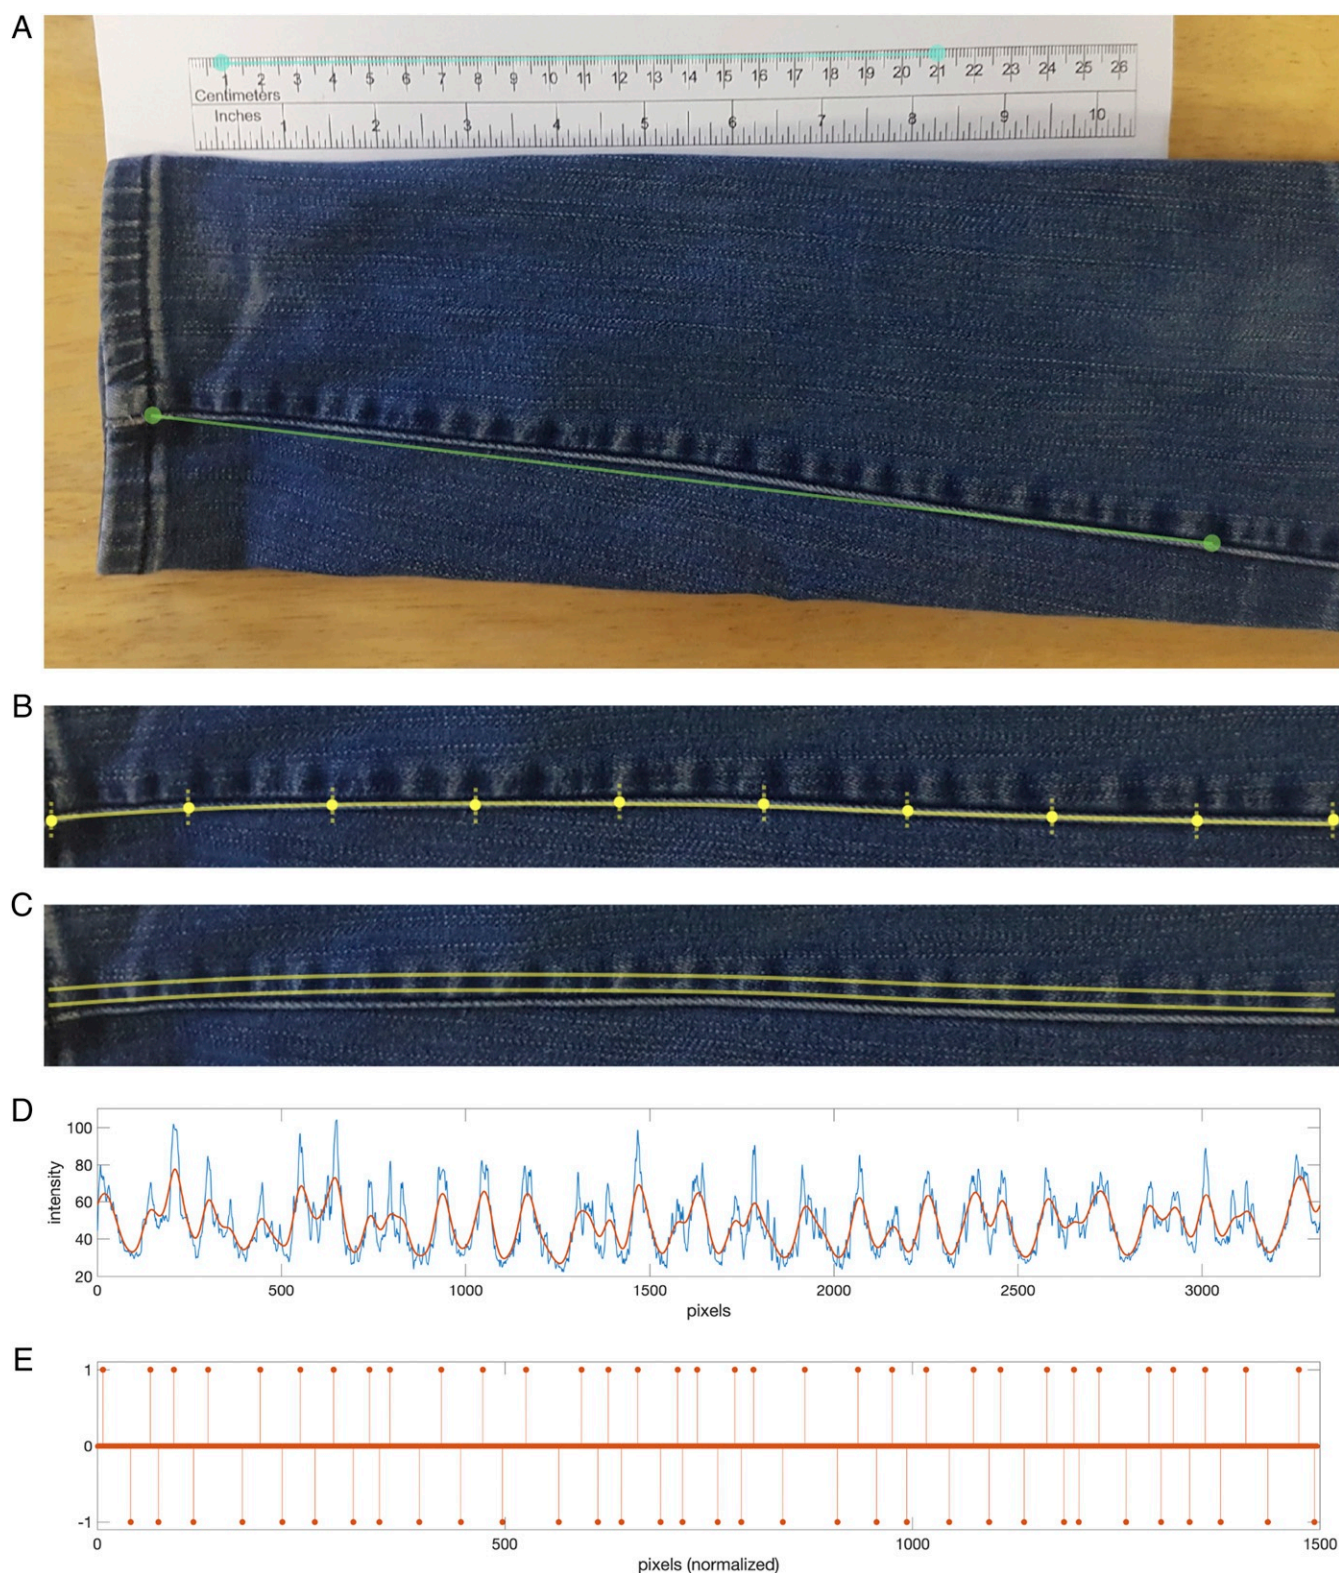 A
1 2 3 4 5 6 7 8 9 10 11 12 13 14 15 16 17 18 19 20 21 22 23 24 25 26
Centimeters
Inches
1 2 3 4 5 6 7 8 9 10
B
C
D
100
80
60
40
20
intensity
0 500 1000 1500 2000 2500 3000
pixels
E
1
0
-1
0 500 1000 1500
pixels (normalized)